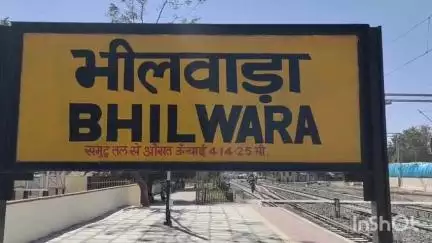 भीलवाड़ा
BHILWARA
समुद्र तल से औसत ऊँचाई 414·25 मी.
InShOt